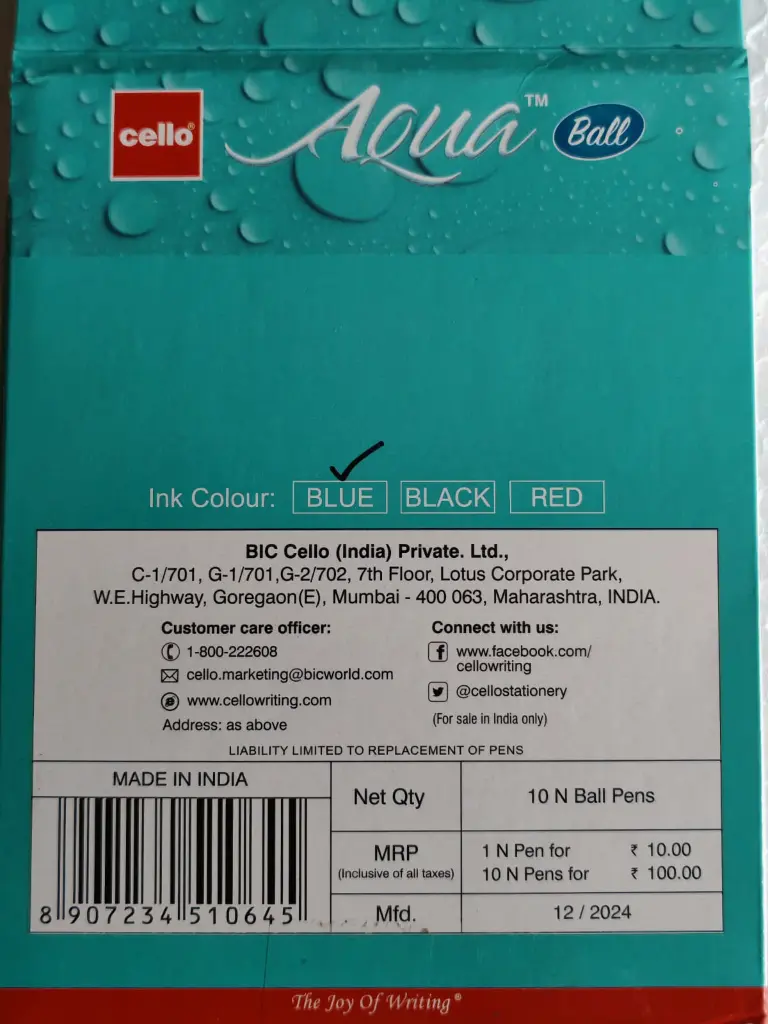 cello®
Aqua™ Ball
Ink Colour: BLUE BLACK RED
BIC Cello (India) Private. Ltd.,
C-1/701, G-1/701,G-2/702, 7th Floor, Lotus Corporate Park,
W.E.Highway, Goregaon(E), Mumbai - 400 063, Maharashtra, INDIA.
Customer care officer:
1-800-222608
cello.marketing@bicworld.com
www.cellowriting.com
Address: as above
Connect with us:
www.facebook.com/
cellowriting
@cellostationery
(For sale in India only)
LIABILITY LIMITED TO REPLACEMENT OF PENS
MADE IN INDIA
8 907234 510645
Net Qty 10 N Ball Pens
MRP
(Inclusive of all taxes)
1 N Pen for ₹ 10.00
10 N Pens for ₹ 100.00
Mfd. 12 / 2024
The Joy Of Writing®